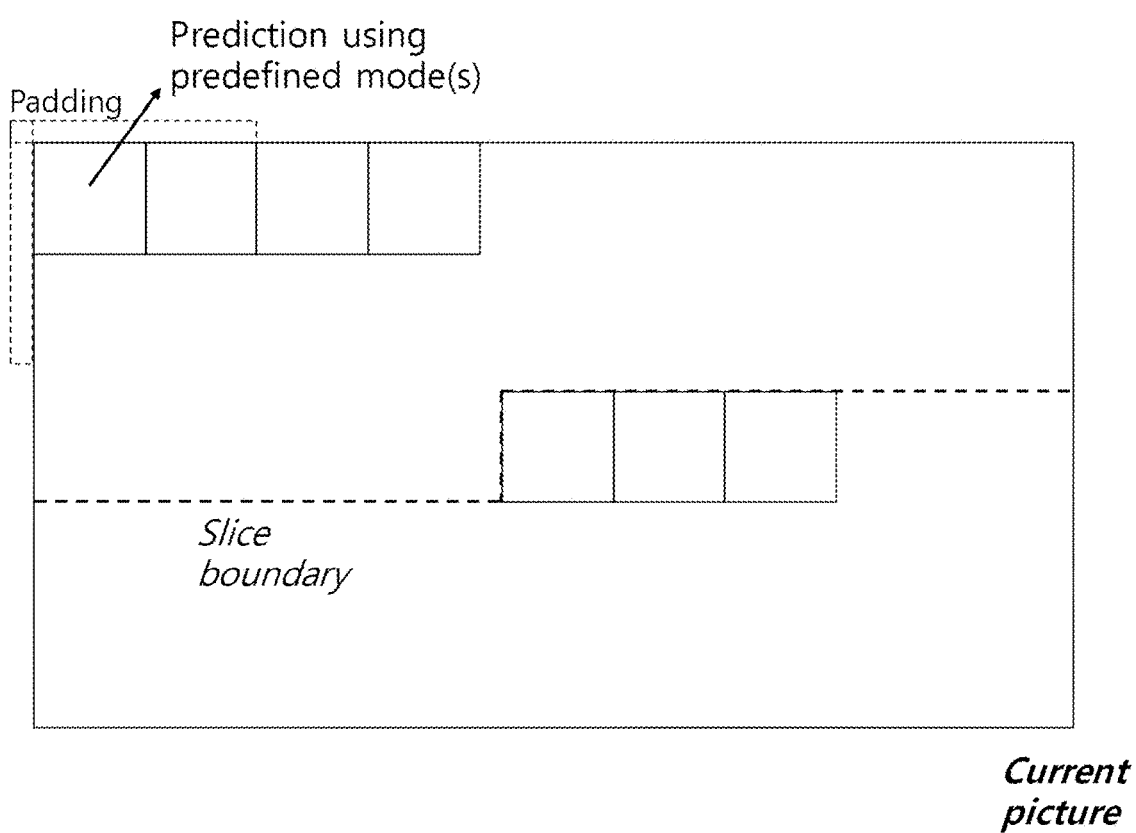 Prediction using
predefined mode(s)
Padding
Slice
boundary
Current
picture